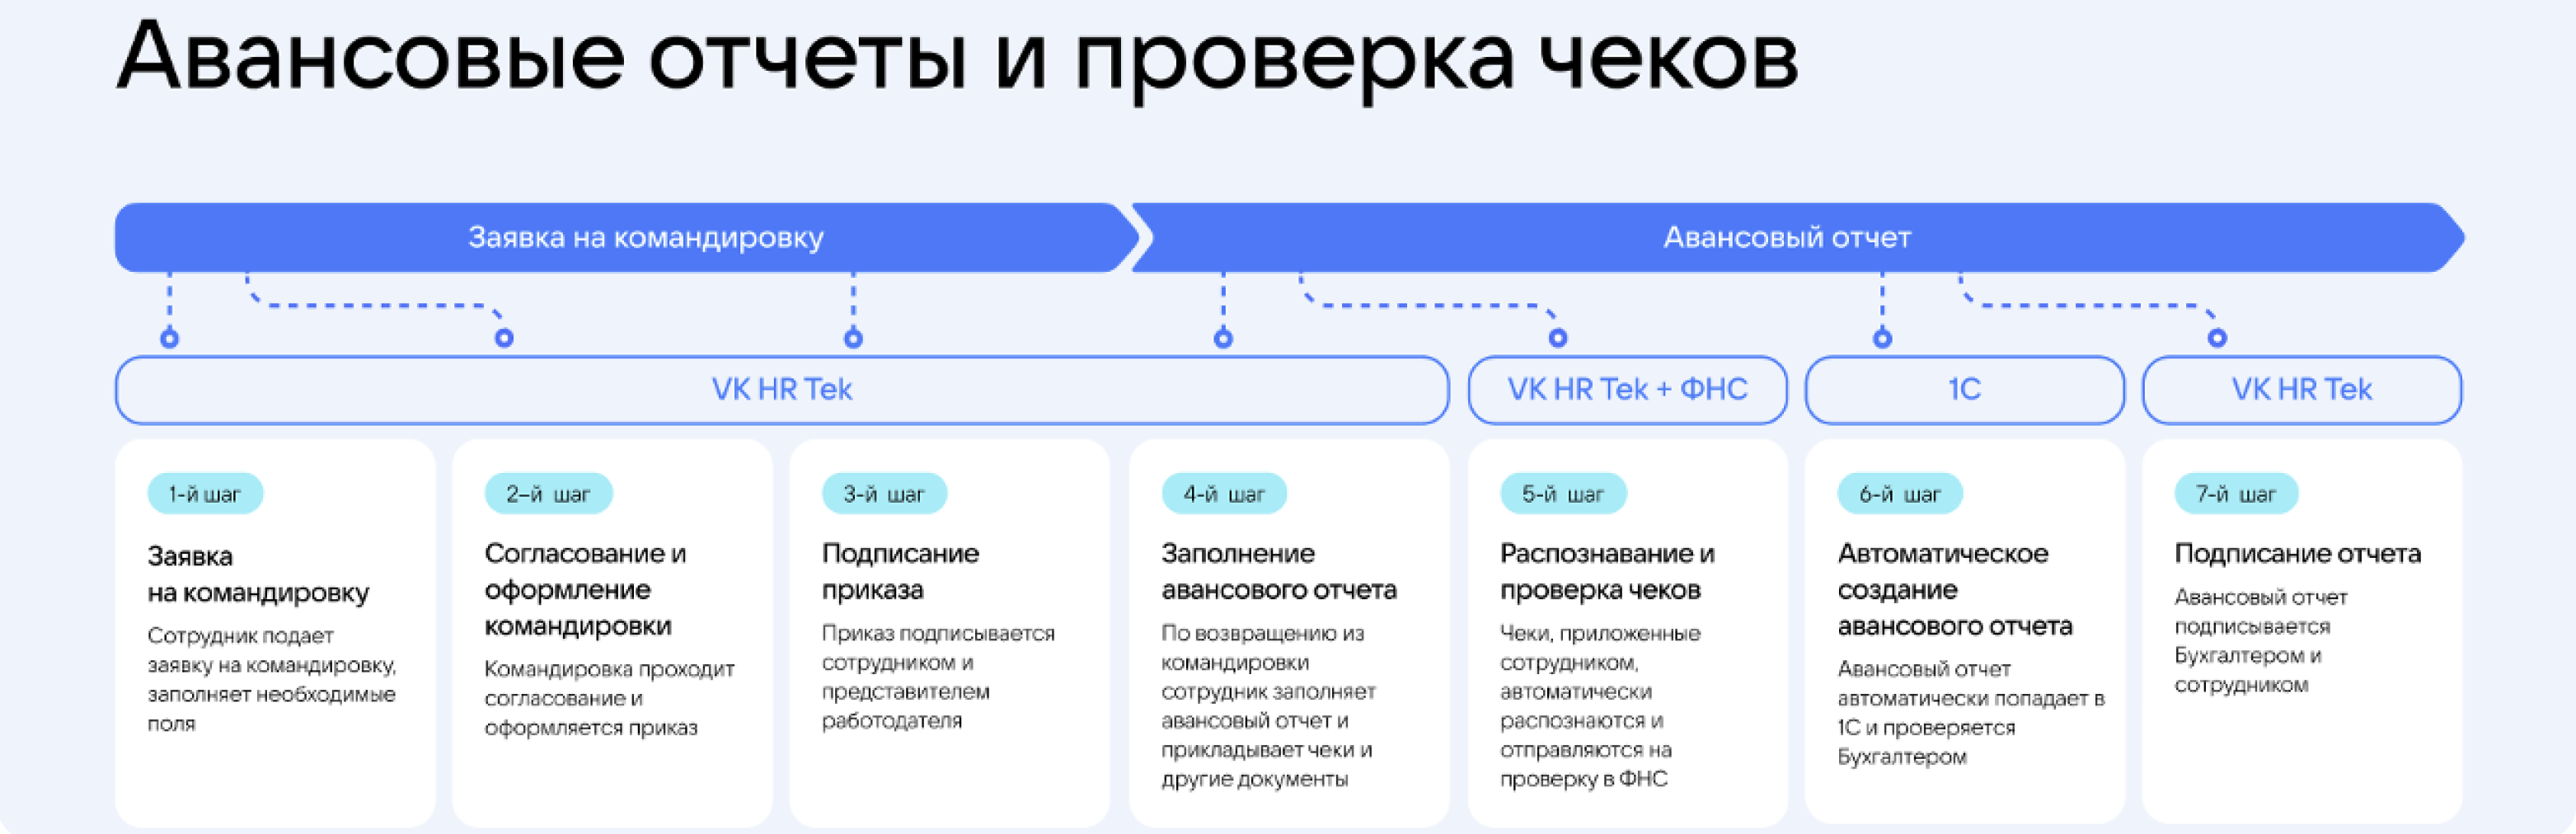 Авансовые отчеты и проверка чеков
Заявка на командировку
Авансовый отчет
VK HR Tek
VK HR Tek + ФНС
1С
VK HR Tek
1-й шаг
Заявка
на командировку
Сотрудник подает
заявку на командировку,
заполняет необходимые
поля
2–й шаг
Согласование и
оформление
командировки
Командировка проходит
согласование и
оформляется приказ
3-й шаг
Подписание
приказа
Приказ подписывается
сотрудником и
представителем
работодателя
4-й шаг
Заполнение
авансового отчета
По возвращению из
командировки
сотрудник заполняет
авансовый отчет и
прикладывает чеки и
другие документы
5-й шаг
Распознавание и
проверка чеков
Чеки, приложенные
сотрудником,
автоматически
распознаются и
отправляются на
проверку в ФНС
6-й шаг
Автоматическое
создание
авансового отчета
Авансовый отчет
автоматически попадает в
1С и проверяется
Бухгалтером
7-й шаг
Подписание отчета
Авансовый отчет
подписывается
Бухгалтером и
сотрудником